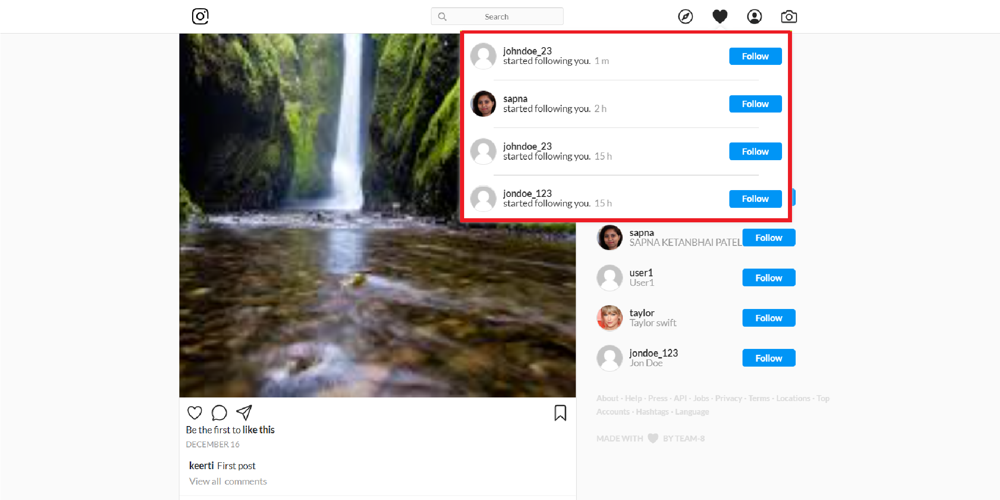 Search
johndoe_23
started following you. 1 m
Follow
sapna
started following you. 2 h
Follow
johndoe_23
started following you. 15 h
Follow
jondoe_123
started following you. 15 h
Follow
sapna
SAPNA KETANBHAI PATEL
Follow
user1
User1
Follow
taylor
Taylor swift
Follow
jondoe_123
Jon Doe
Follow
About · Help · Press · API · Jobs · Privacy · Terms · Locations · Top
Accounts · Hashtags · Language
MADE WITH BY TEAM-8
Be the first to like this
DECEMBER 16
keerti First post
View all comments